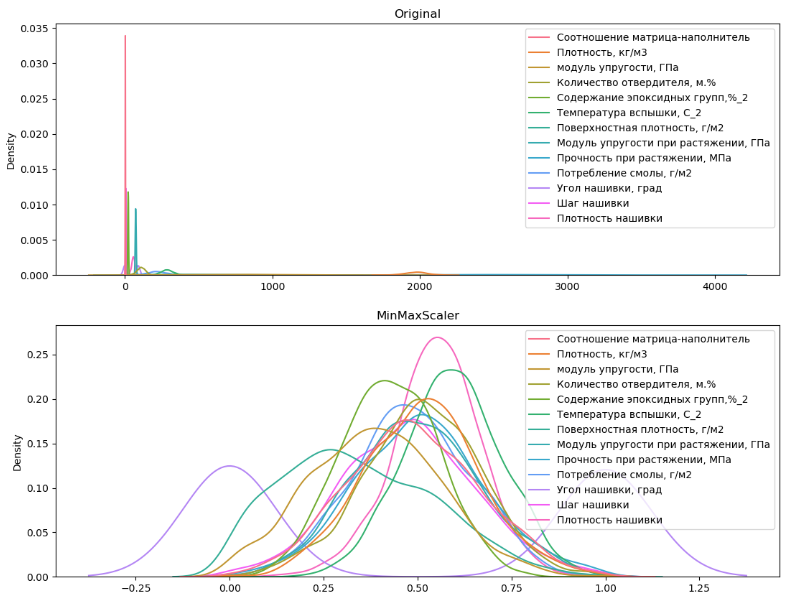 Original
0.035
0.030
0.025
0.020
0.015
0.010
0.005
0.000
Density
0
1000
2000
3000
4000
Соотношение матрица-наполнитель
Плотность, кг/м3
модуль упругости, ГПа
Количество отвердителя, м.%
Содержание эпоксидных групп,%_2
Температура вспышки, С_2
Поверхностная плотность, г/м2
Модуль упругости при растяжении, ГПа
Прочность при растяжении, МПа
Потребление смолы, г/м2
Угол нашивки, град
Шаг нашивки
Плотность нашивки
MinMaxScaler
0.25
0.20
0.15
0.10
0.05
0.00
Density
−0.25
0.00
0.25
0.50
0.75
1.00
1.25
Соотношение матрица-наполнитель
Плотность, кг/м3
модуль упругости, ГПа
Количество отвердителя, м.%
Содержание эпоксидных групп,%_2
Температура вспышки, С_2
Поверхностная плотность, г/м2
Модуль упругости при растяжении, ГПа
Прочность при растяжении, МПа
Потребление смолы, г/м2
Угол нашивки, град
Шаг нашивки
Плотность нашивки